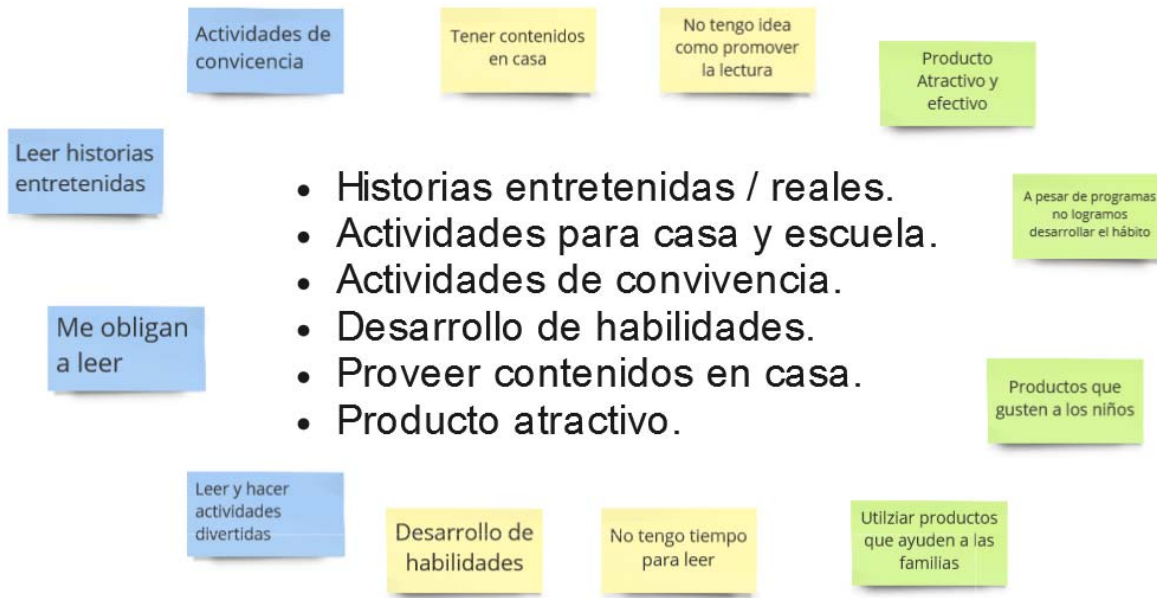 Actividades de
convicencia
Tener contenidos
en casa
No tengo idea
como promover
la lectura
Producto
Atractivo y
efectivo
Leer historias
entretenidas
• Historias entretenidas / reales.
• Actividades para casa y escuela.
• Actividades de convivencia.
• Desarrollo de habilidades.
• Proveer contenidos en casa.
• Producto atractivo.
A pesar de programas
no logramos
desarrollar el hábito
Me obligan
a leer
Productos que
gusten a los niños
Leer y hacer
actividades
divertidas
Desarrollo de
habilidades
No tengo tiempo
para leer
Utilziar productos
que ayuden a las
familias